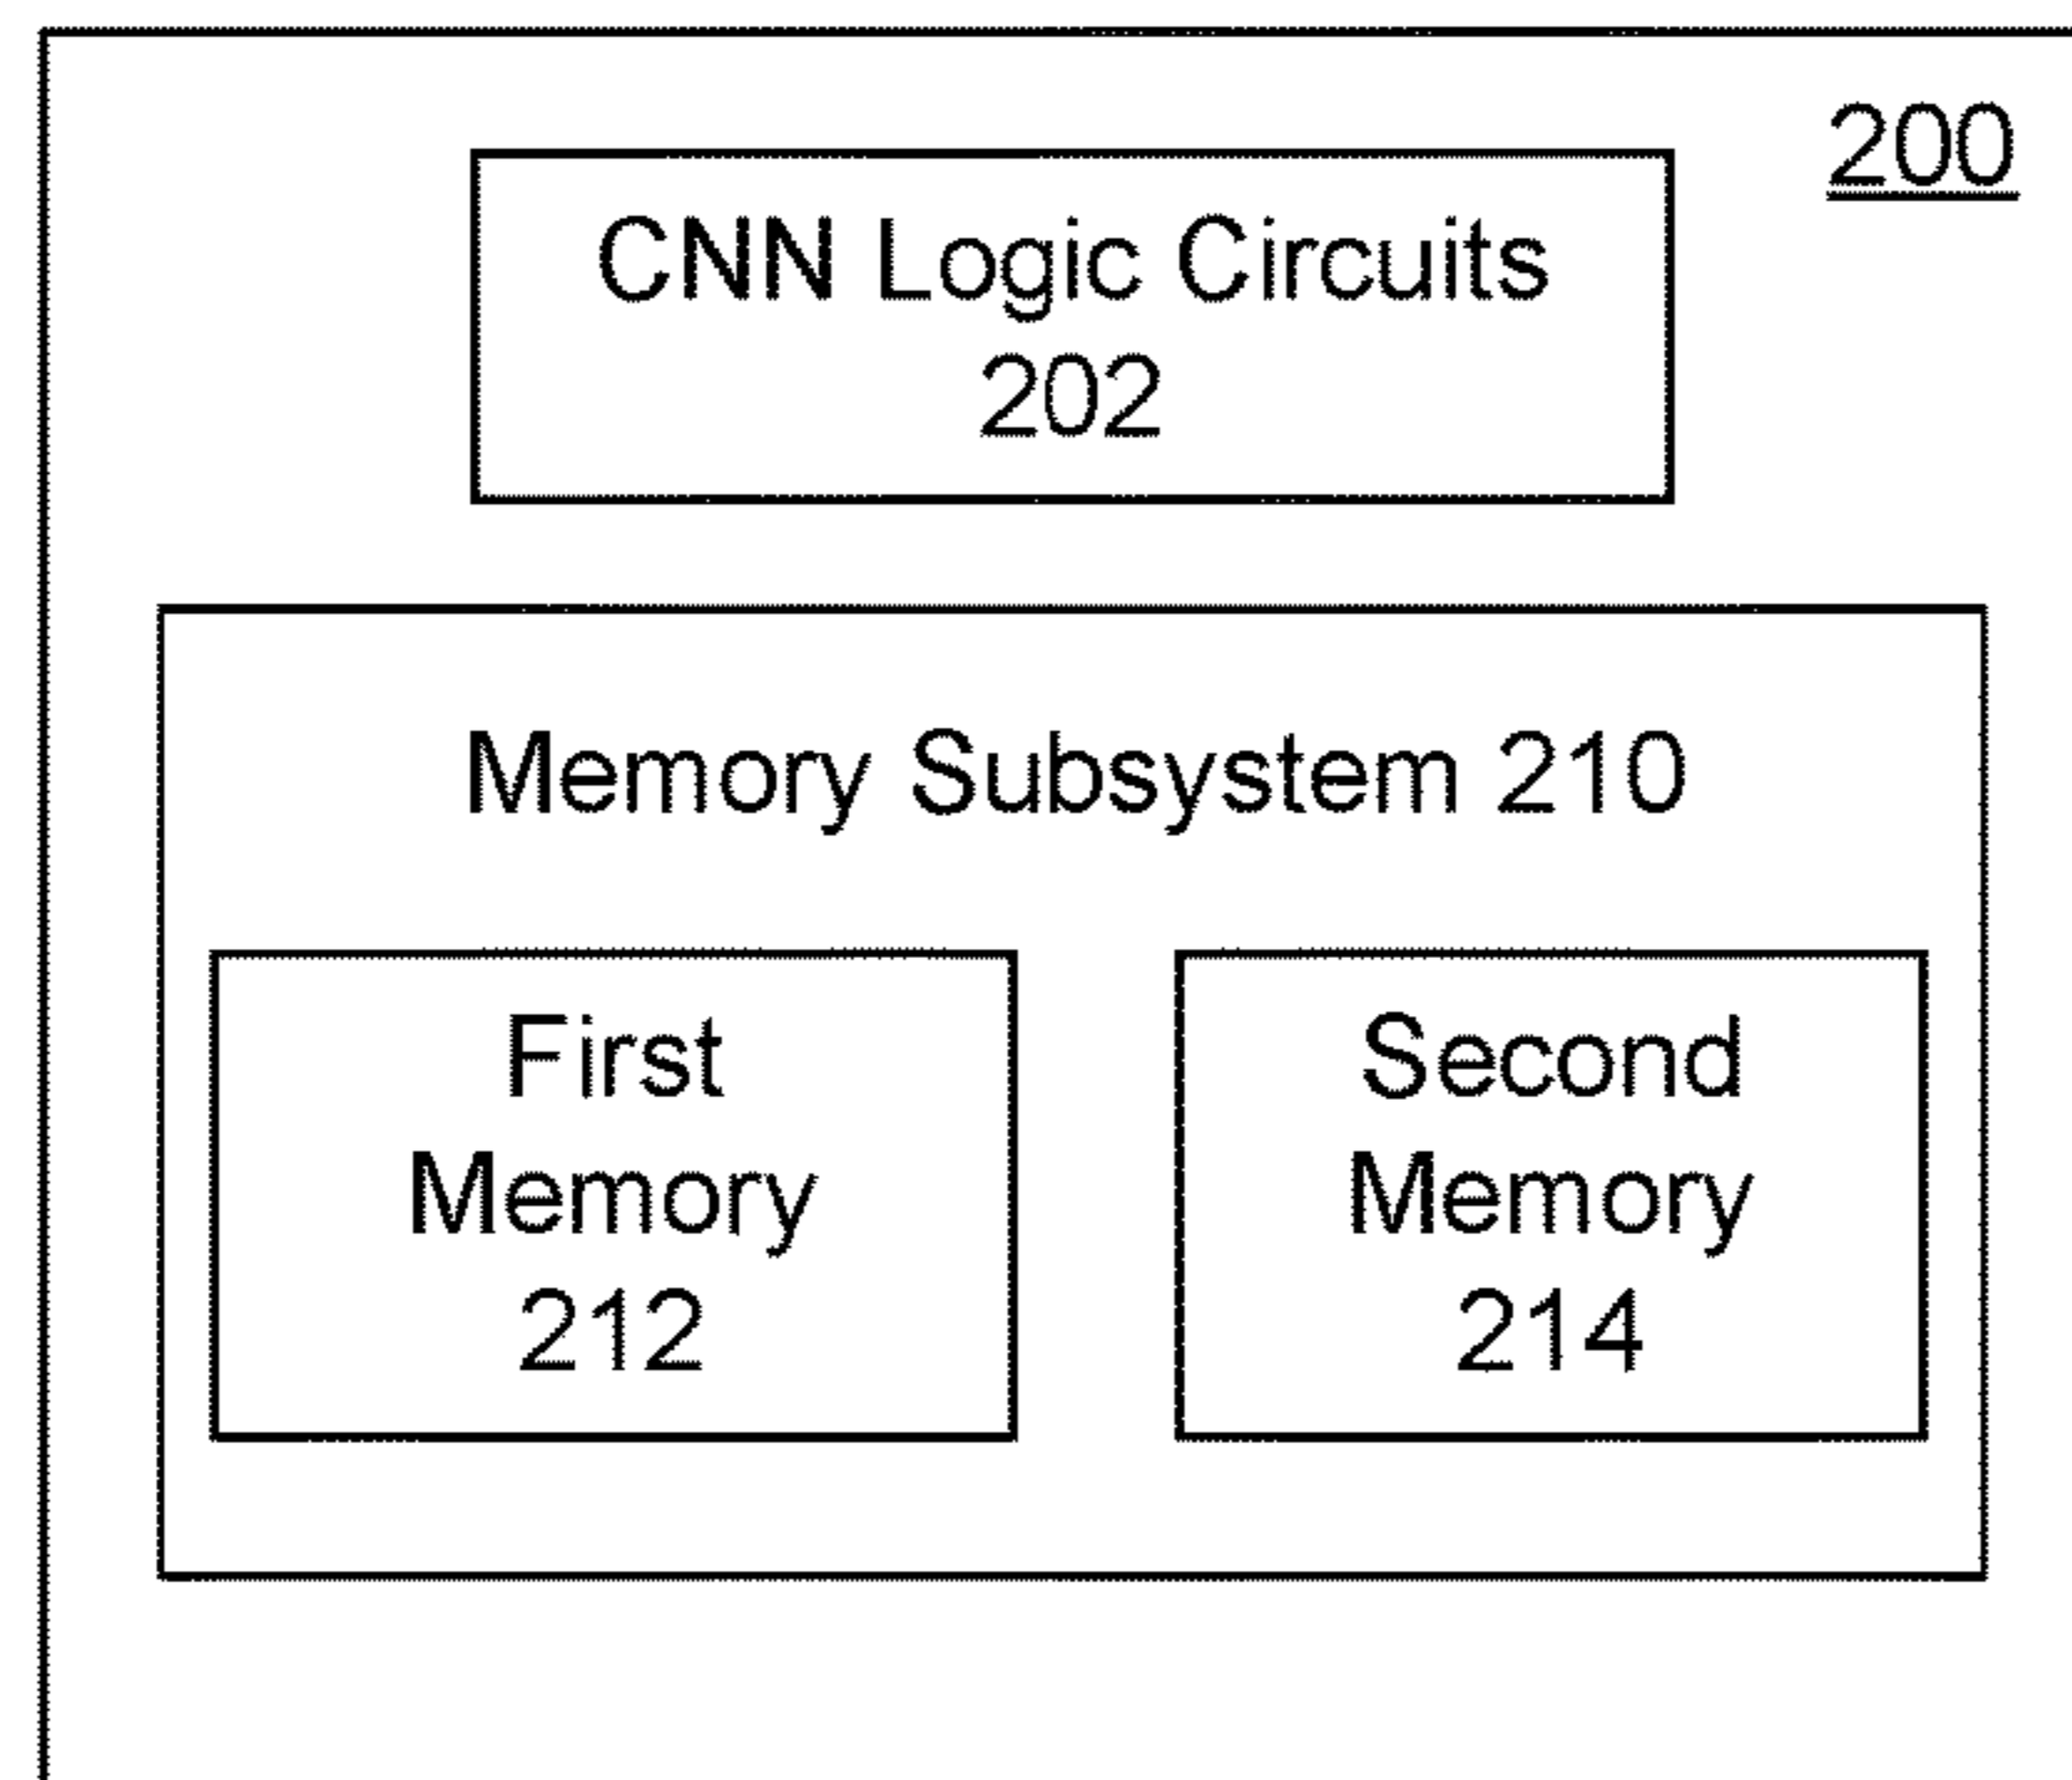 200
CNN Logic Circuits
202
Memory Subsystem 210
First
Memory
212
Second
Memory
214